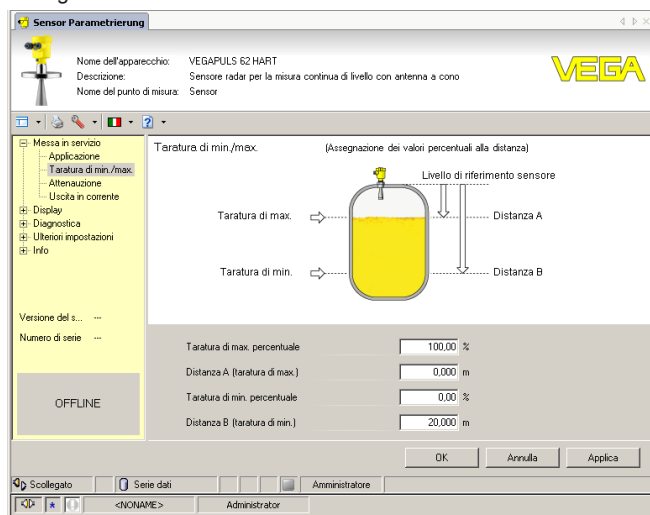 Sensor Parametrierung
Nome dell'apparecchio: VEGAPULS 62 HART
Descrizione: Sensore radar per la misura continua di livello con antenna a cono
Nome del punto di misura: Sensor
VEGA
Messa in servizio
Applicazione
Taratura di min./max.
Attenauzione
Uscita in corrente
Display
Diagnostica
Ulteriori impostazioni
Info
Versione del s... ---
Numero di serie ---
OFFLINE
Taratura di min./max. (Assegnazione dei valori percentuali alla distanza)
Livello di riferimento sensore
Taratura di max. Distanza A
Taratura di min. Distanza B
Taratura di max. percentuale 100,00 %
Distanza A (taratura di max.) 0,000 m
Taratura di min. percentuale 0,00 %
Distanza B (taratura di min.) 20,000 m
OK Annulla Applica
Scollegato Serie dati Amministratore
<NONAME> Administrator